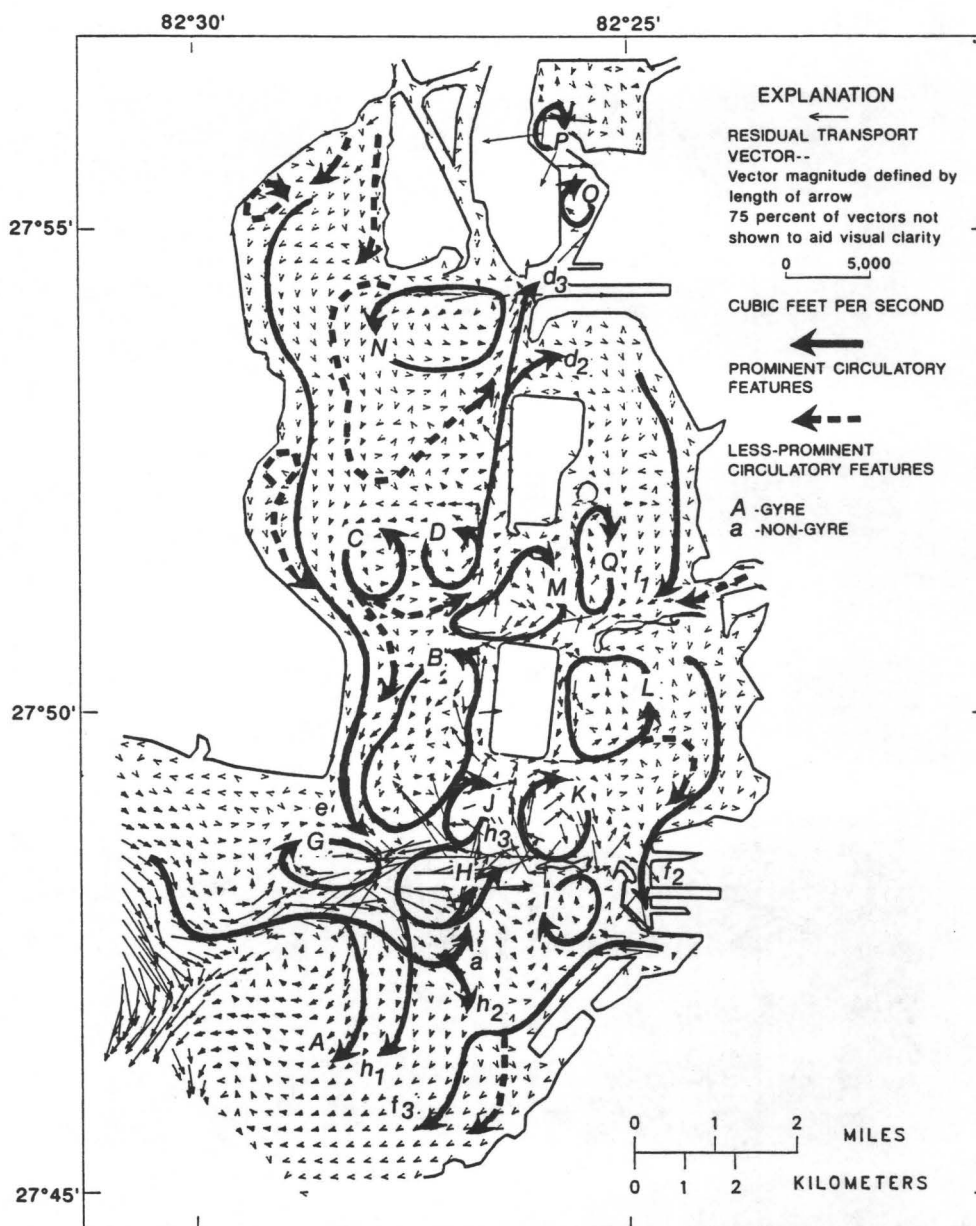 82°30'
82°25'
27°55'
27°50'
27°45'
EXPLANATION
RESIDUAL TRANSPORT
VECTOR--
Vector magnitude defined by
length of arrow
75 percent of vectors not
shown to aid visual clarity
0 5,000
CUBIC FEET PER SECOND
PROMINENT CIRCULATORY
FEATURES
LESS-PROMINENT
CIRCULATORY FEATURES
A -GYRE
a -NON-GYRE
P
O
d3
N
d2
C
D
Q
M
f1
B
L
e
J
K
G
h3
H
f2
a
h2
A
h1
f3
0 1 2
MILES
0 1 2
KILOMETERS